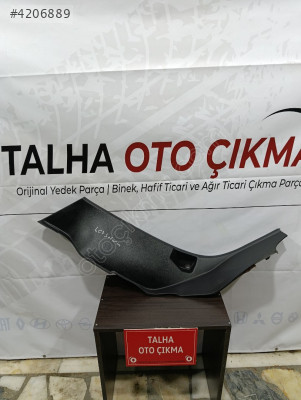 #4206889
TALHA OTO ÇIKMA
Orijinal Yedek Parça | Binek, Hafif Ticari ve Ağır Ticari Çıkma Parça
TALHA
OTO ÇIKMA